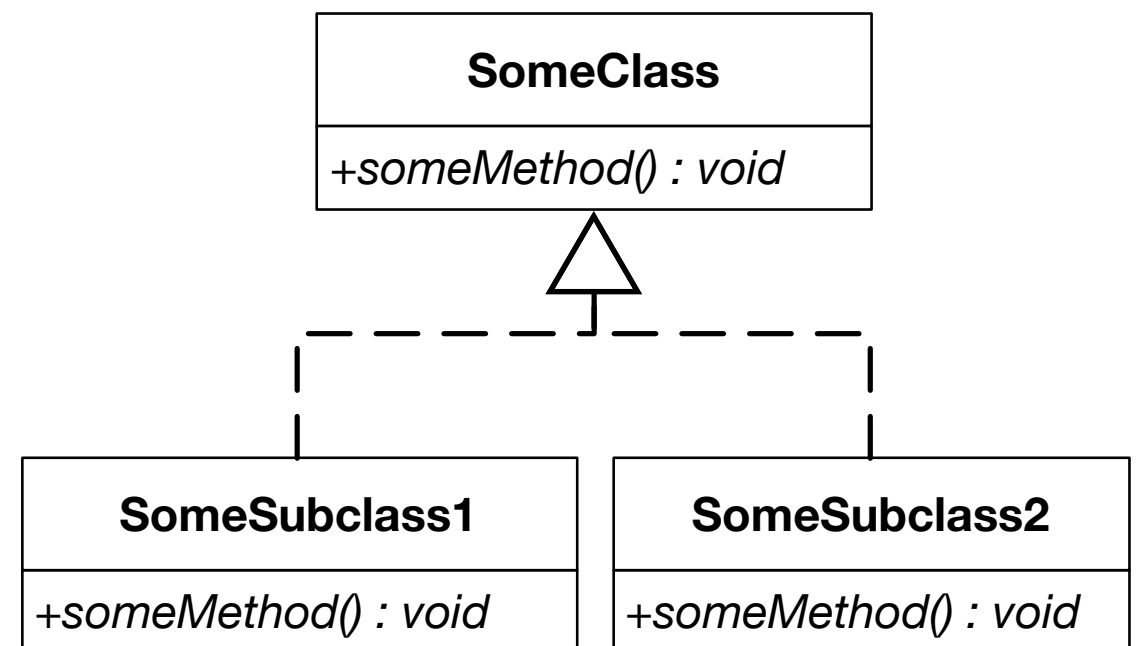 SomeClass
+someMethod() : void
SomeSubclass1
SomeSubclass2
+someMethod() : void
+someMethod() : void